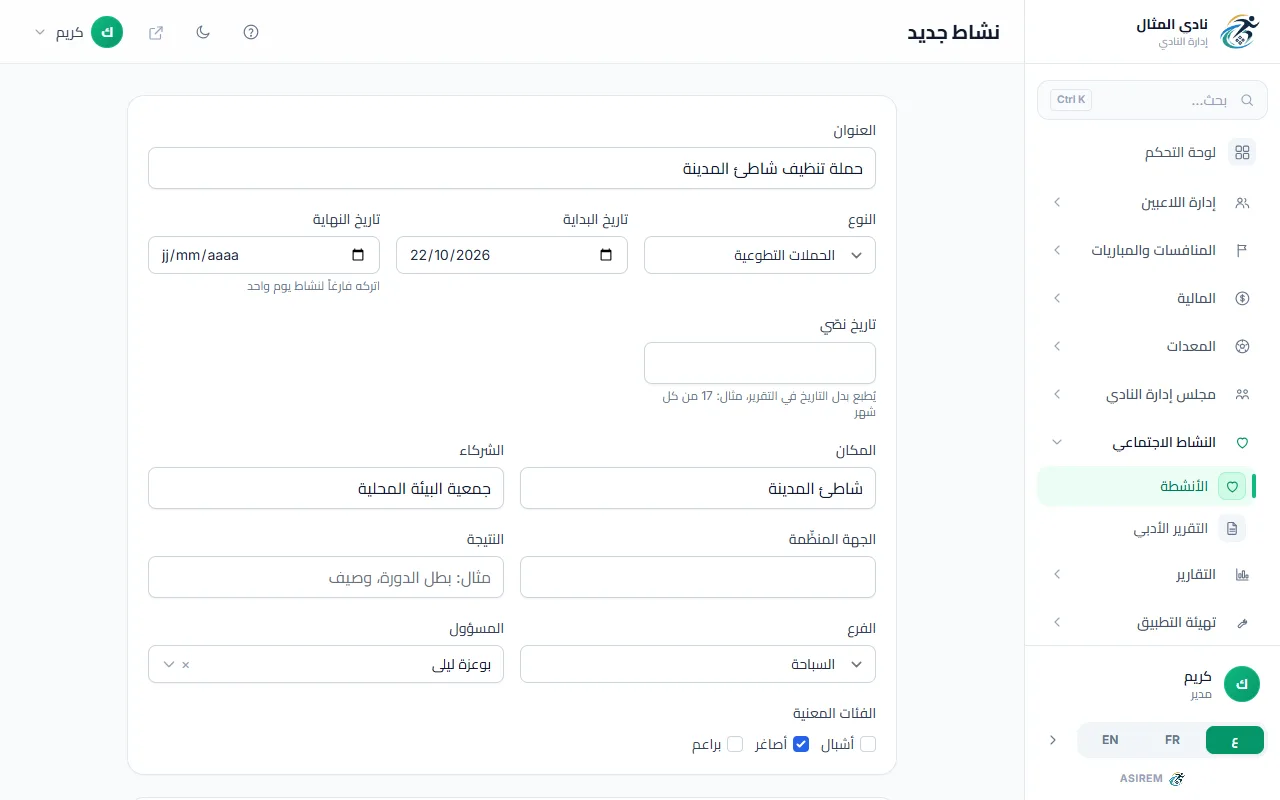 نادي المثال
إدارة النادي
بحث...
Ctrl K
لوحة التحكم
إدارة اللاعبين
المنافسات والمباريات
المالية
المعدات
مجلس إدارة النادي
النشاط الاجتماعي
الأنشطة
التقرير الأدبي
التقارير
تهيئة التطبيق
ك
كريم
مدير
ع
FR
EN
ASIREM
نشاط جديد
ك
كريم
العنوان
حملة تنظيف شاطئ المدينة
النوع
الحملات التطوعية
تاريخ البداية
22/10/2026
تاريخ النهاية
jj/mm/aaaa
اتركه فارغاً لنشاط يوم واحد
تاريخ نصّي
يُطبع بدل التاريخ في التقرير، مثال: 17 من كل
شهر
المكان
شاطئ المدينة
الشركاء
جمعية البيئة المحلية
الجهة المنظّمة
النتيجة
مثال: بطل الدورة، وصيف
الفرع
السباحة
المسؤول
بوعزة ليلى
الفئات المعنية
أشبال
أصاغر
براعم